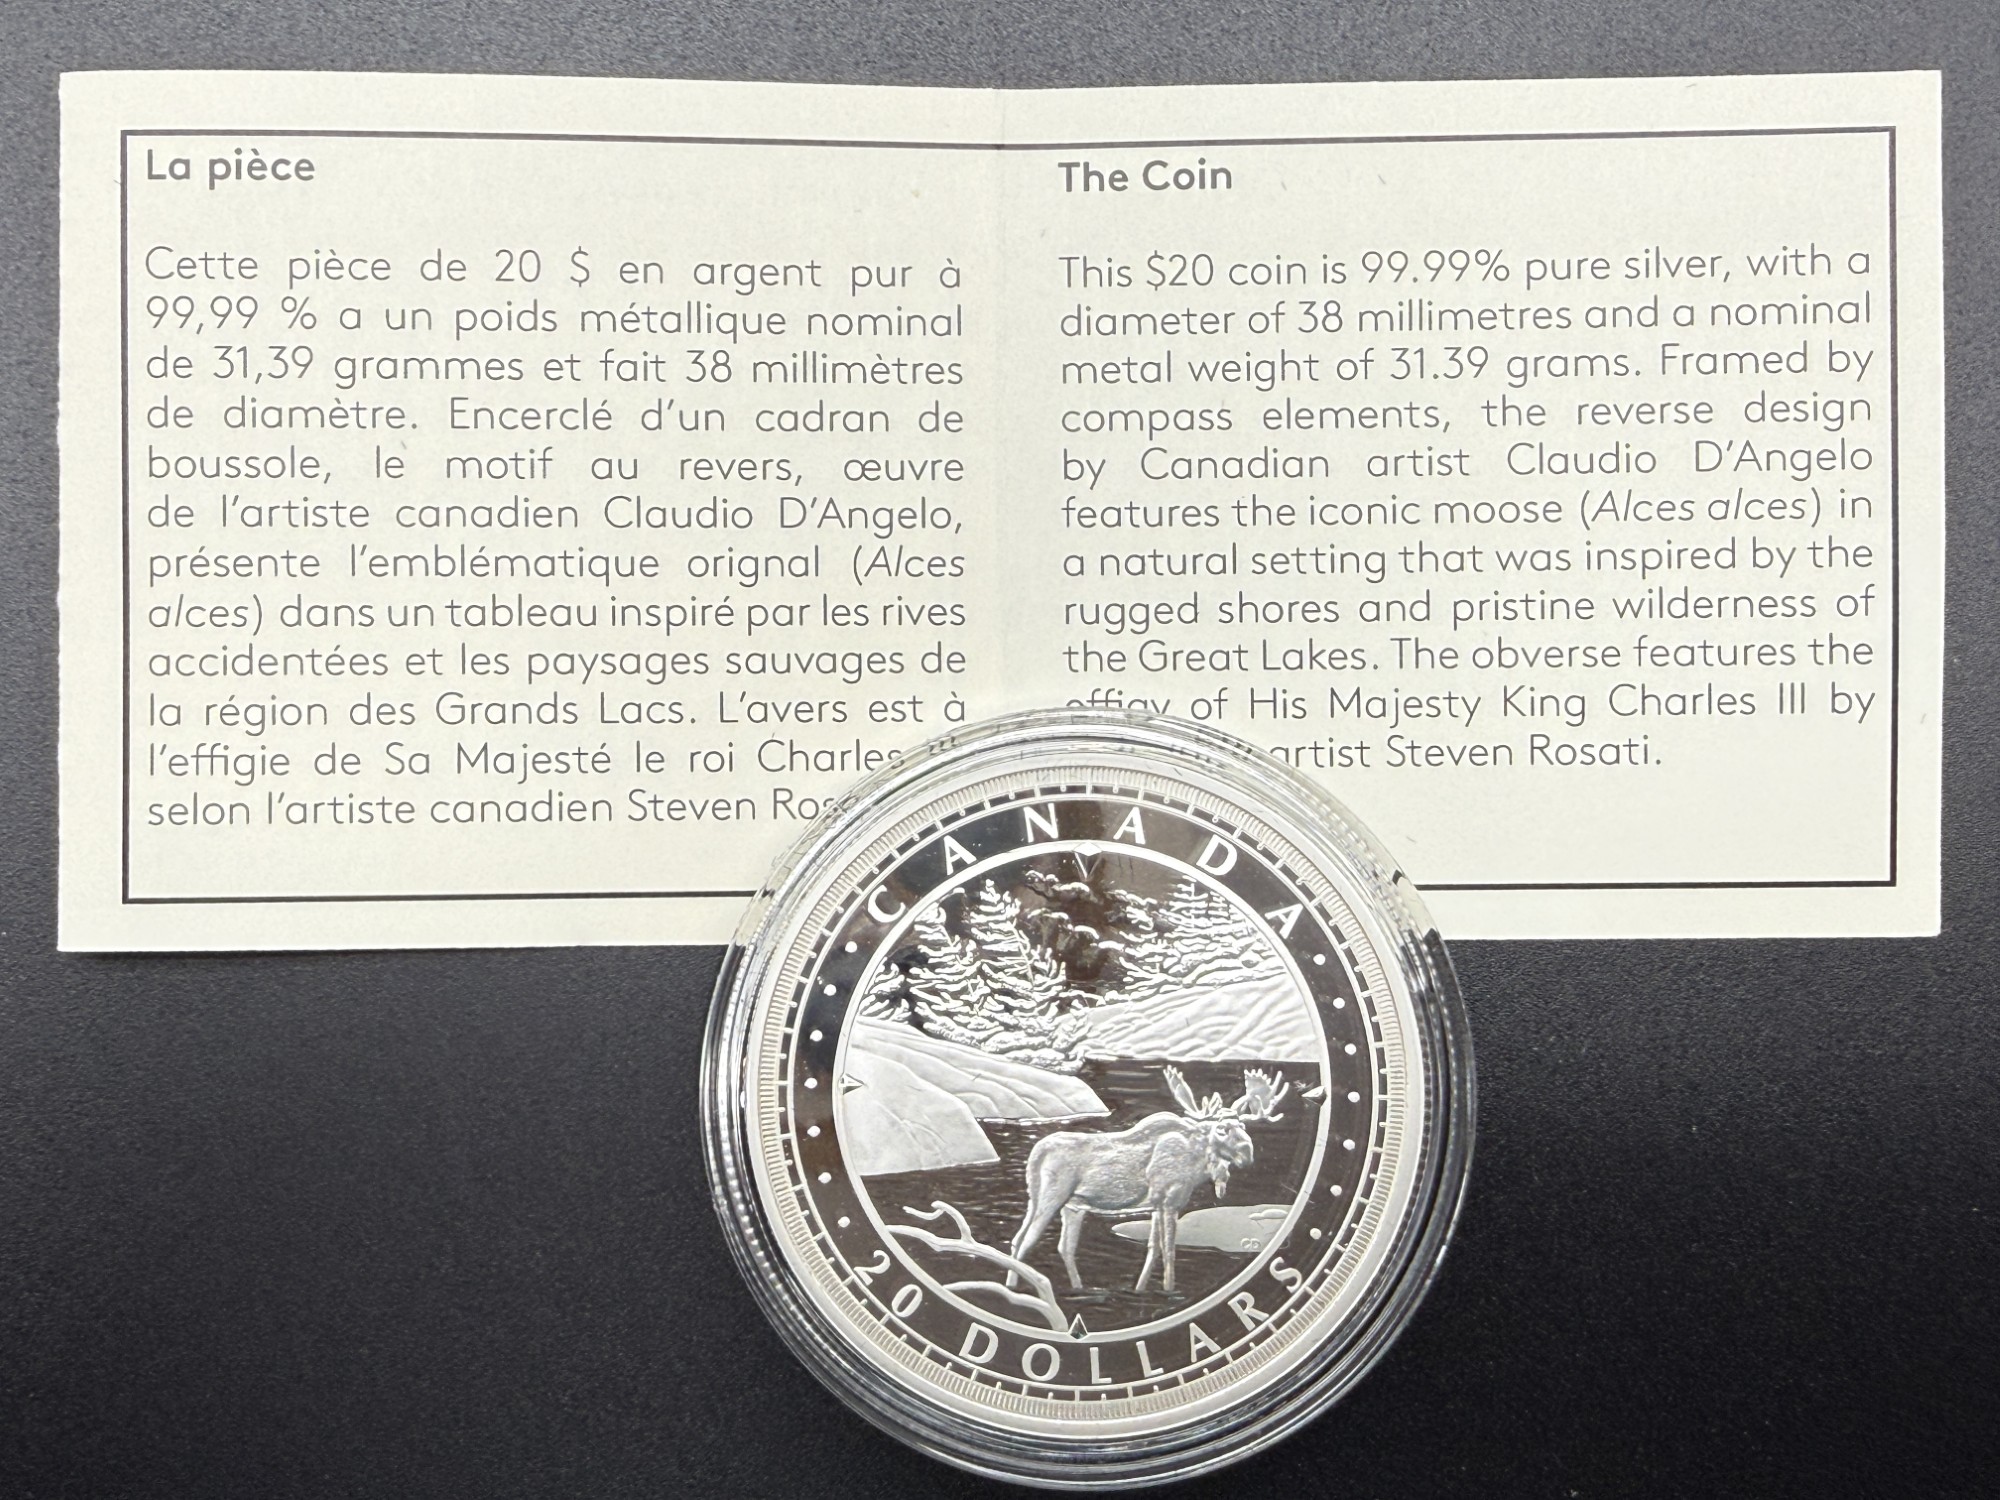 La pièce
Cette pièce de 20 $ en argent pur à
99,99 % a un poids métallique nominal
de 31,39 grammes et fait 38 millimètres
de diamètre. Encerclé d'un cadran de
boussole, le motif au revers, œuvre
de l'artiste canadien Claudio D'Angelo,
présente l'emblématique orignal (Alces
alces) dans un tableau inspiré par les rives
accidentées et les paysages sauvages de
la région des Grands Lacs. L'avers est à
l'effigie de Sa Majesté le roi Charles
selon l'artiste canadien Steven
The Coin
This $20 coin is 99.99% pure silver, with a
diameter of 38 millimetres and a nominal
metal weight of 31.39 grams. Framed by
compass elements, the reverse design
by Canadian artist Claudio D'Angelo
features the iconic moose (Alces alces) in
a natural setting that was inspired by the
rugged shores and pristine wilderness of
the Great Lakes. The obverse features the
effigy of His Majesty King Charles III by
artist Steven Rosati.
CANADA
CD
20 DOLLARS